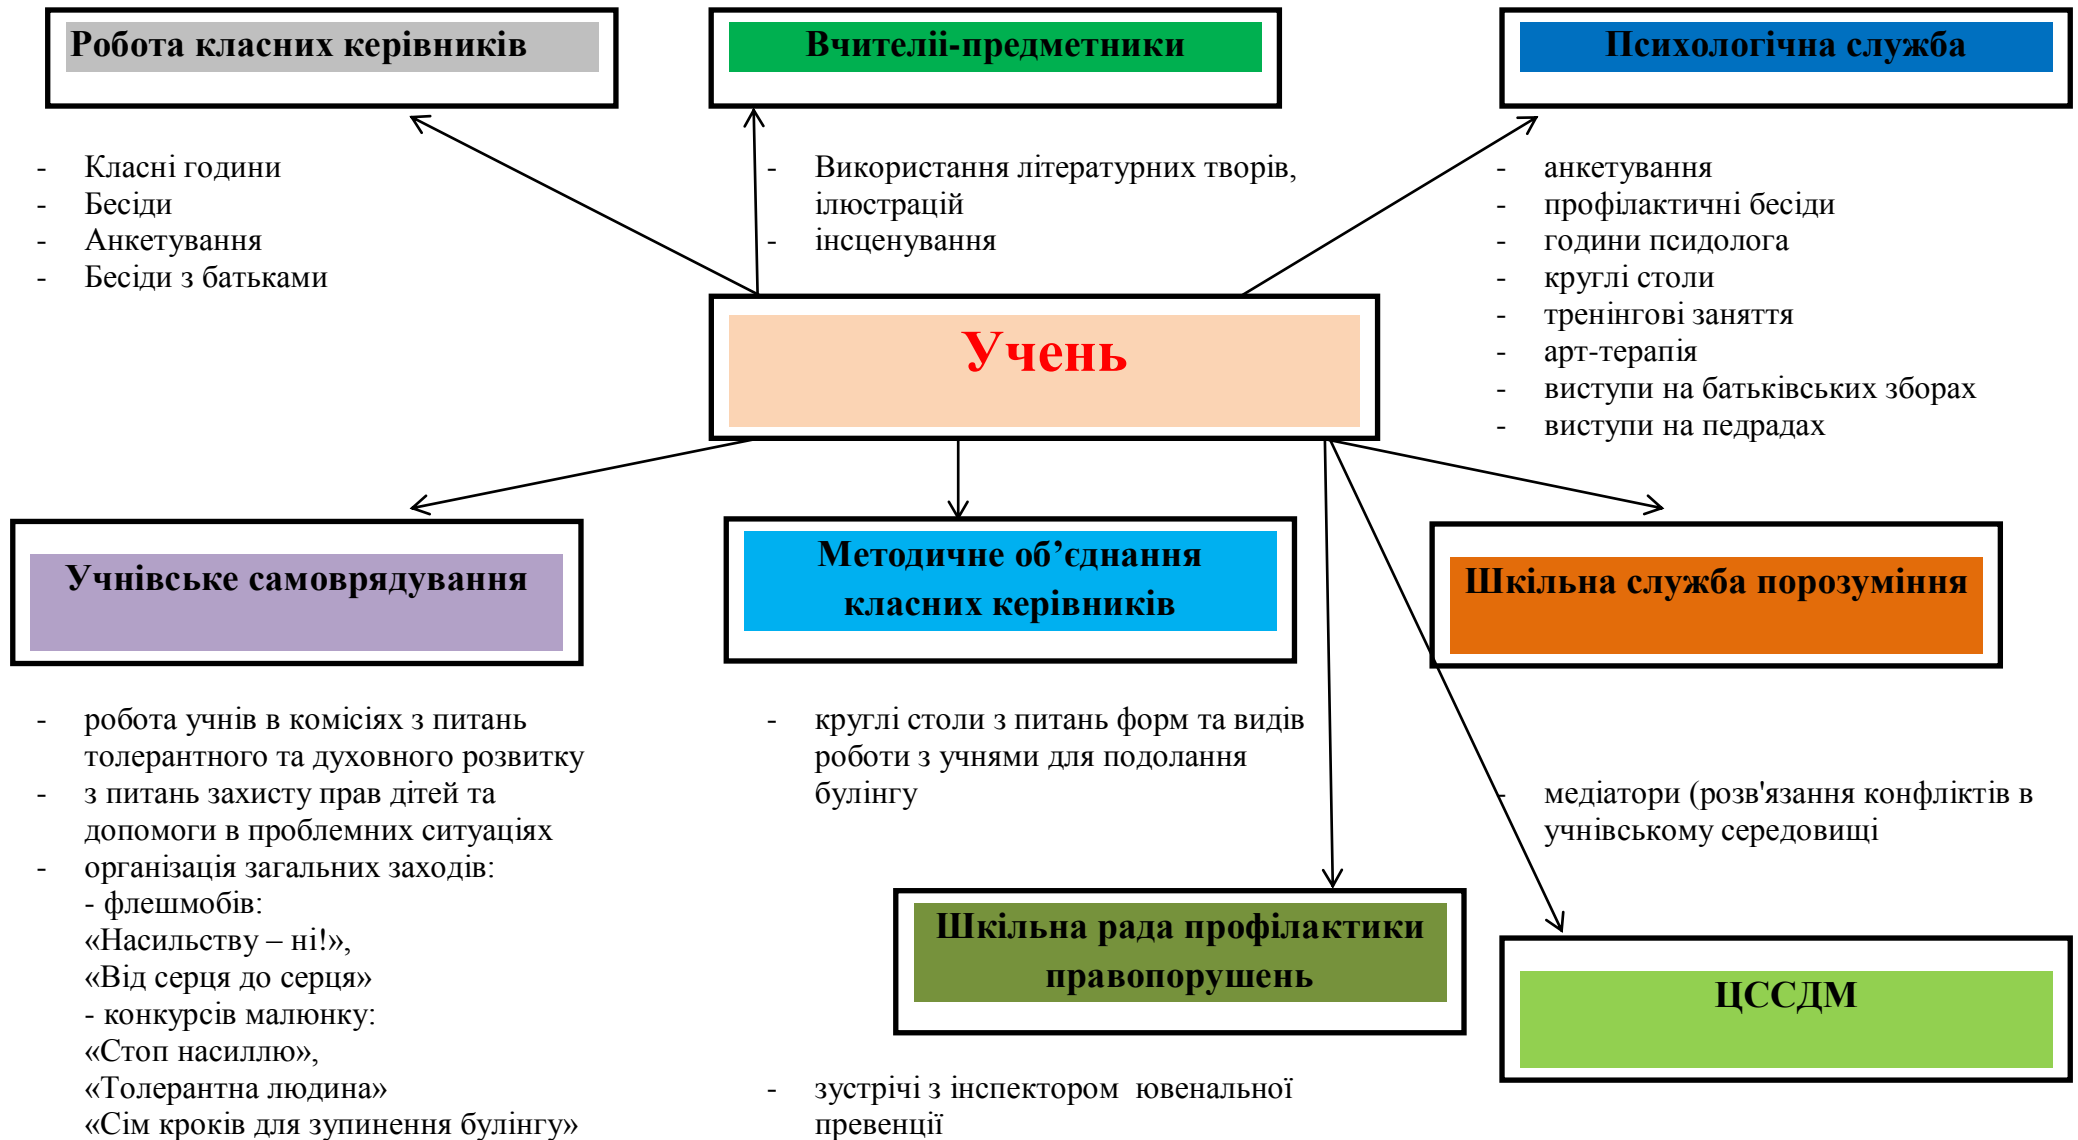 Робота класних керівників
Вчителіі-предметники
Психологічна служба
- Класні години
- Бесіди
- Анкетування
- Бесіди з батьками
- Використання літературних творів,
ілюстрацій
- інсценування
- анкетування
- профілактичні бесіди
- години псидолога
- круглі столи
- тренінгові заняття
- арт-терапія
- виступи на батьківських зборах
- виступи на педрадах
Учень
Учнівське самоврядування
Методичне об’єднання
класних керівників
Шкільна служба порозуміння
- робота учнів в комісіях з питань
толерантного та духовного розвитку
- з питань захисту прав дітей та
допомоги в проблемних ситуаціях
- організація загальних заходів:
- флешмобів:
«Насильству – ні!»,
«Від серця до серця»
- конкурсів малюнку:
«Стоп насиллю»,
«Толерантна людина»
«Сім кроків для зупинення булінгу»
- круглі столи з питань форм та видів
роботи з учнями для подолання
булінгу
- медіатори (розв'язання конфліктів в
учнівському середовищі
Шкільна рада профілактики
правопорушень
ЦССДМ
- зустрічі з інспектором ювенальної
превенції